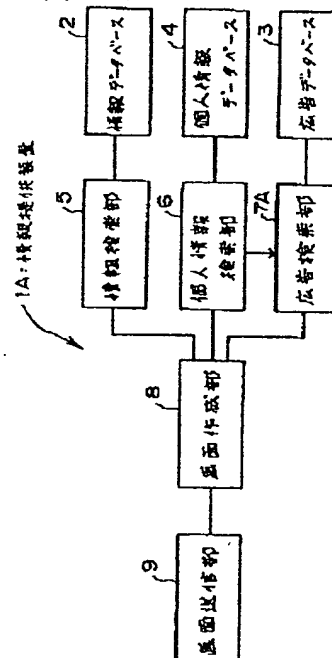 1A:情報提供装置
2
情報データベース
4
個人情報
データベース
3
広告データベース
5
情報検索部
6
個人情報
検索部
7A
広告検索部
8
画面作成部
9
画面送信部